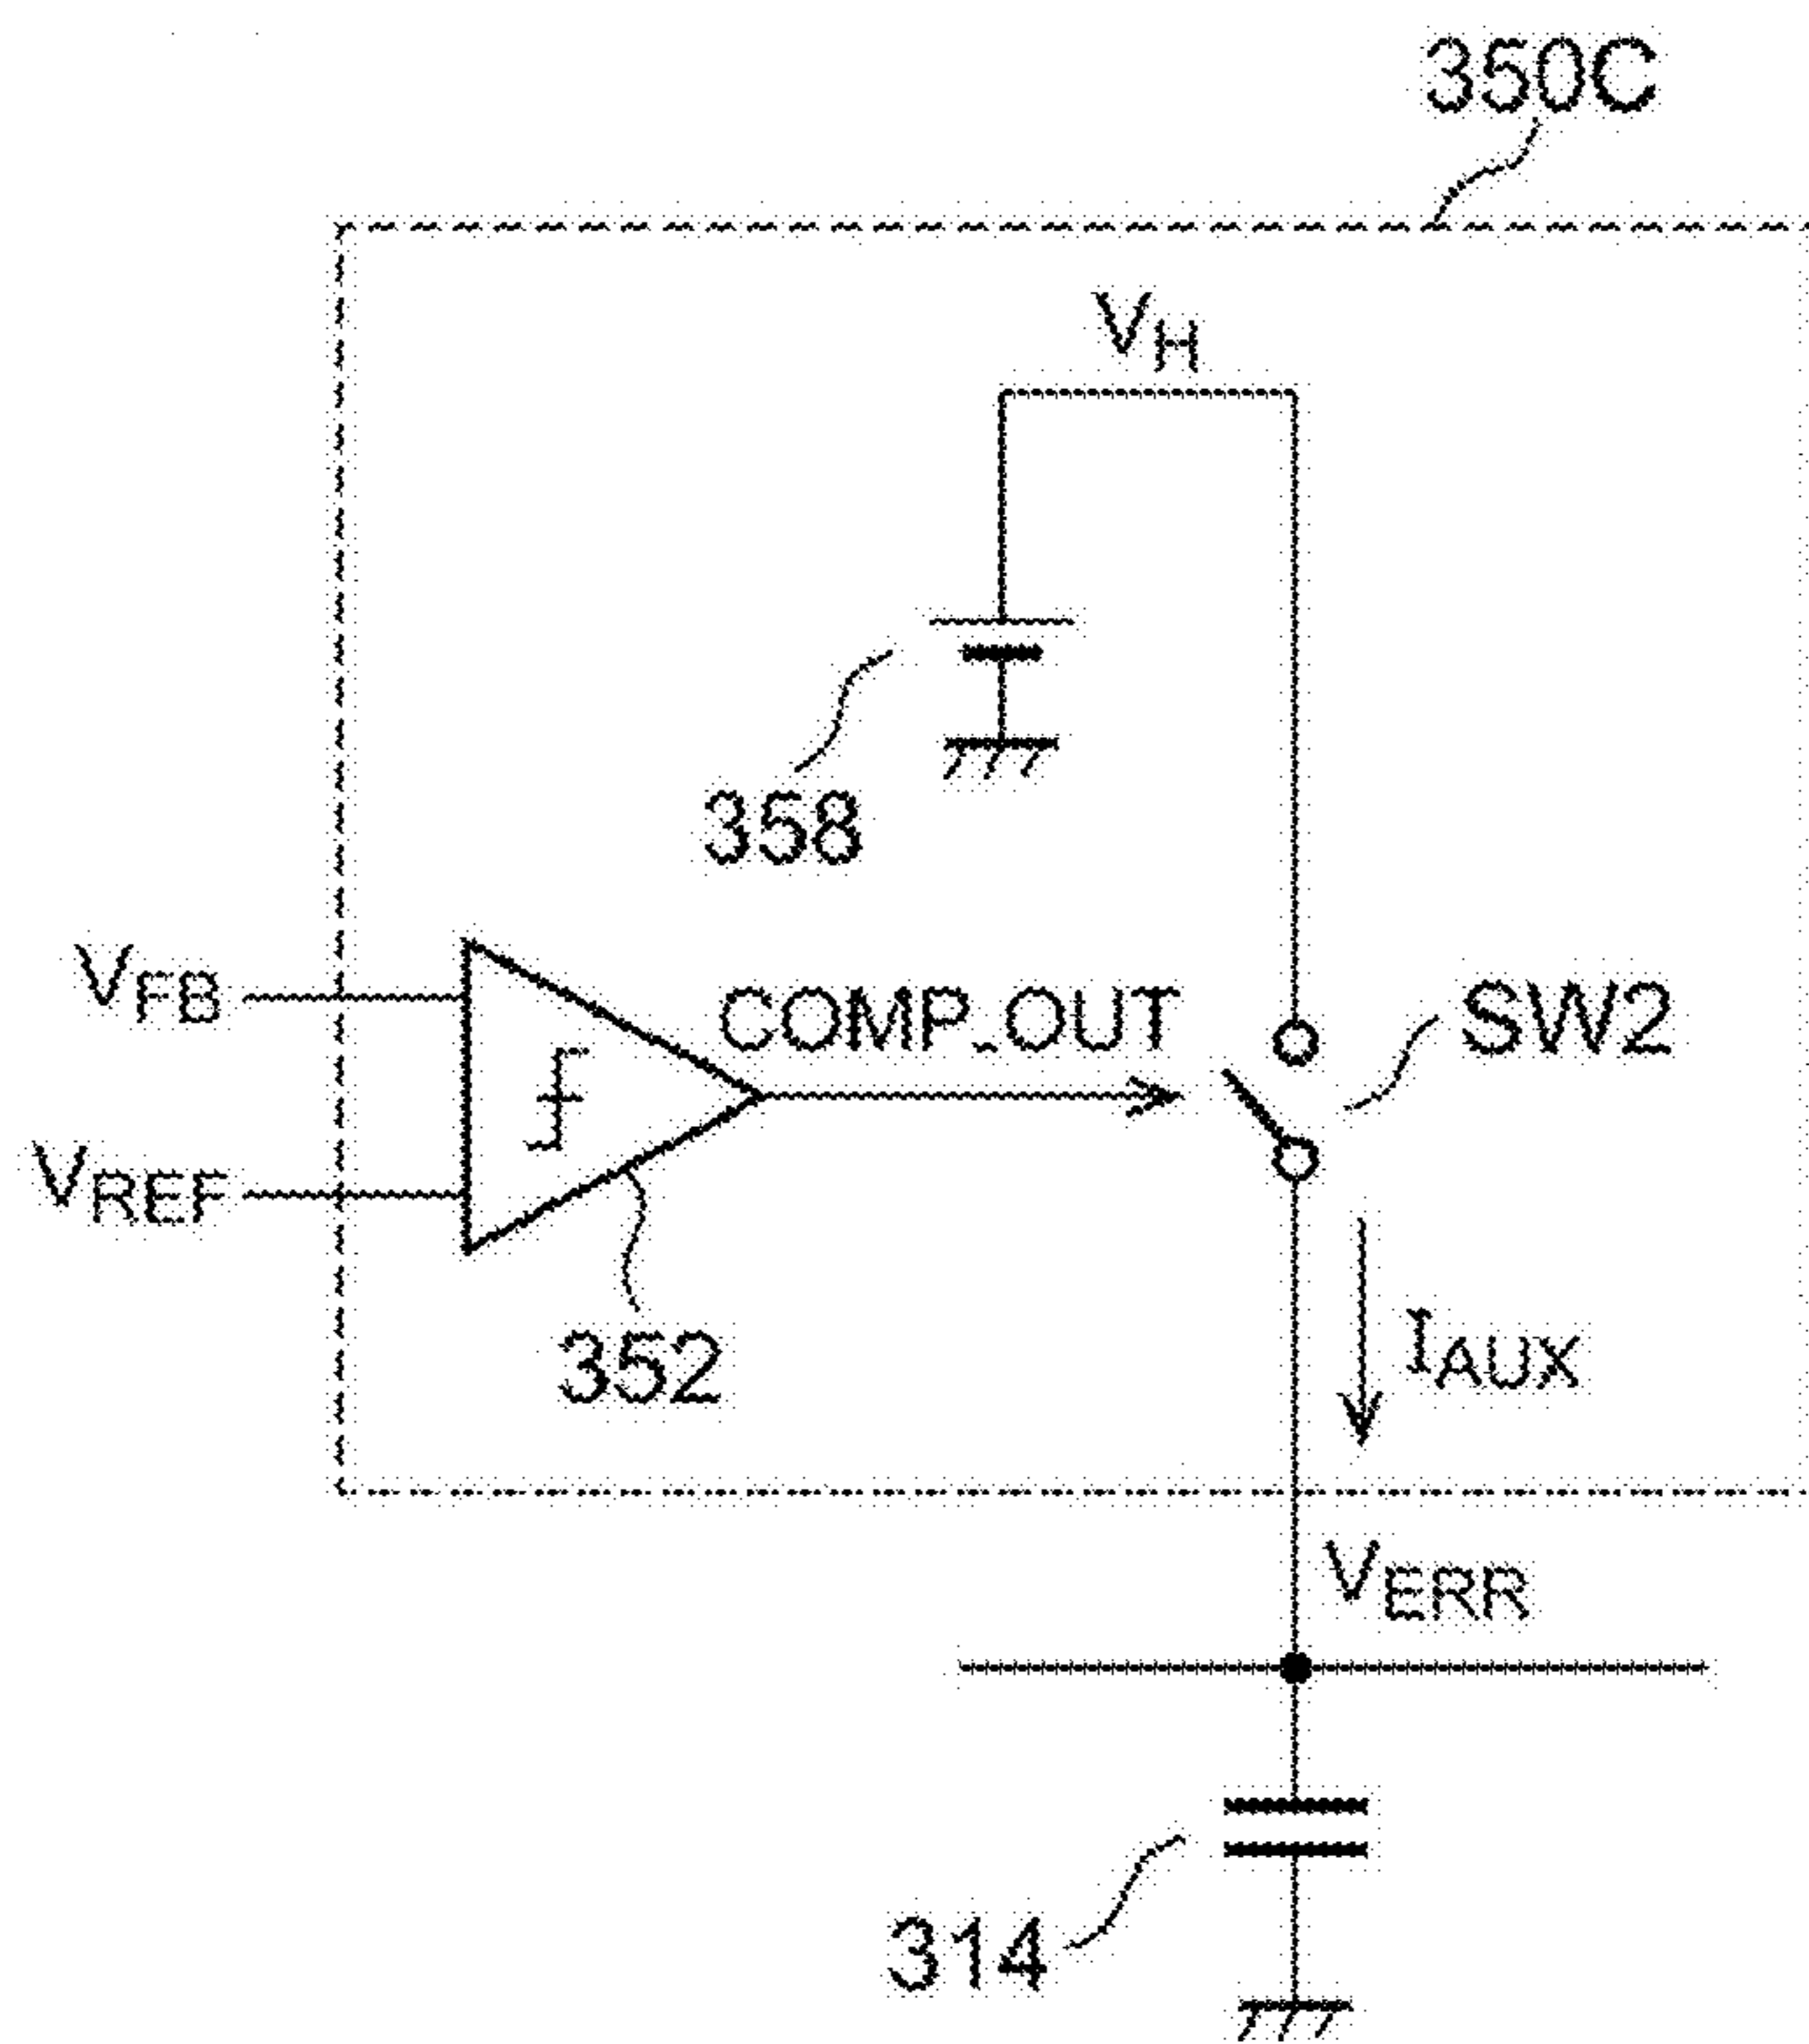 350C
VH
358
VFB
COMP_OUT
SW2
VREF
352
IAUX
VERR
314